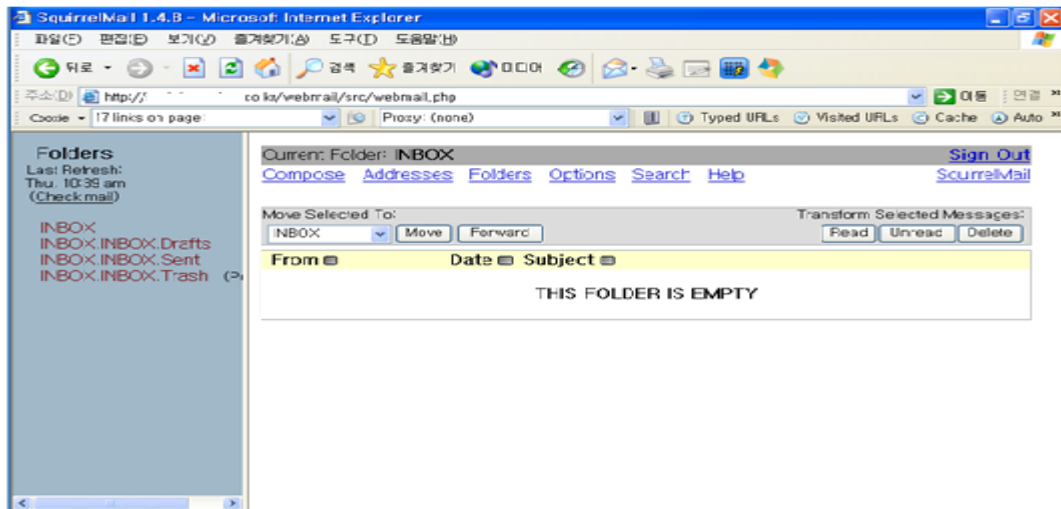 SquirrelMail 1.4.8 - Microsoft Internet Explorer
파일(F) 편집(E) 보기(V) 즐겨찾기(A) 도구(T) 도움말(H)
뒤로 검색 즐겨찾기 미디어
주소(D) http:// co.kr/webmail/src/webmail.php 이동 연결 »
Cookie 17 links on page: Proxy: (none) Typed URLs Visited URLs Cache Auto »
Folders
Last Refresh:
Thu, 10:39 am
(Check mail)
INBOX
INBOX.INBOX.Drafts
INBOX.INBOX.Sent
INBOX.INBOX.Trash
Current Folder: INBOX Sign Out
Compose Addresses Folders Options Search Help SquirrelMail
Move Selected To: Transform Selected Messages:
INBOX Move Forward Read Unread Delete
From Date Subject
THIS FOLDER IS EMPTY